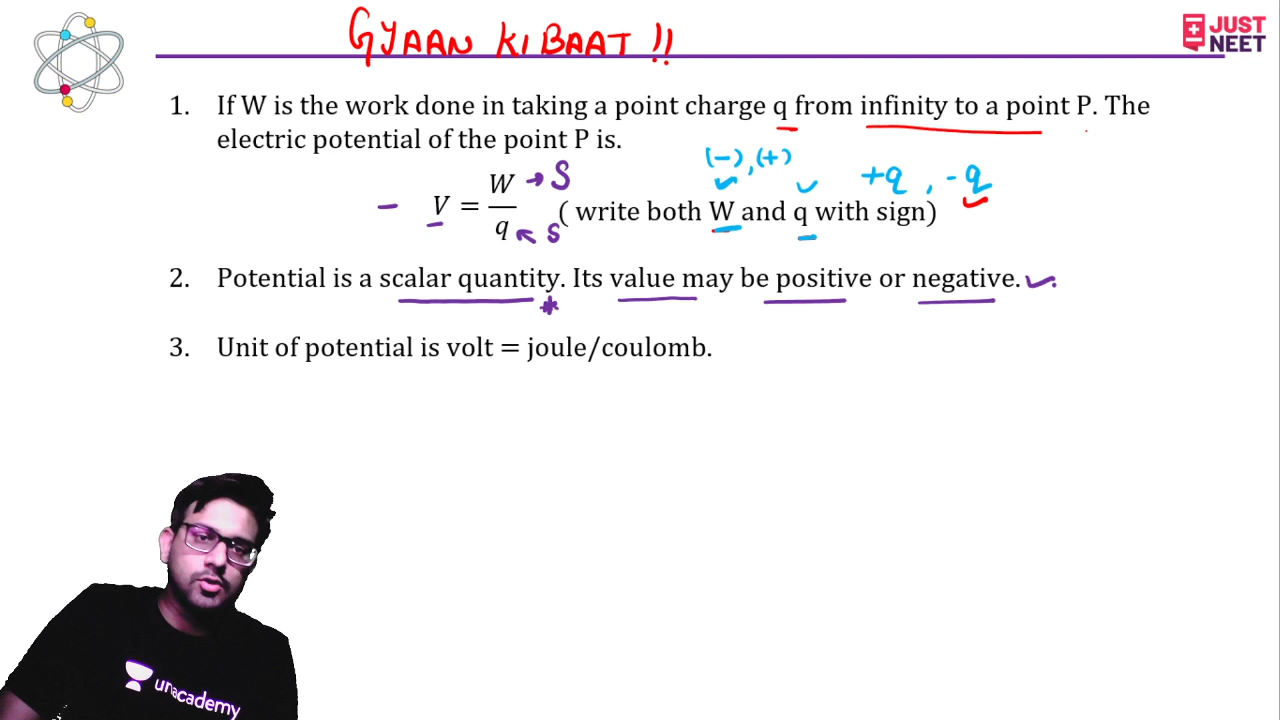 GYAAN KI BAAT !!
JUST
NEET
1. If W is the work done in taking a point charge q from infinity to a point P. The
electric potential of the point P is.
(-), (+)
+q, -q
- V = W/q ( write both W and q with sign)
→ S
← S
2. Potential is a scalar quantity. Its value may be positive or negative.
*
3. Unit of potential is volt = joule/coulomb.
unacademy